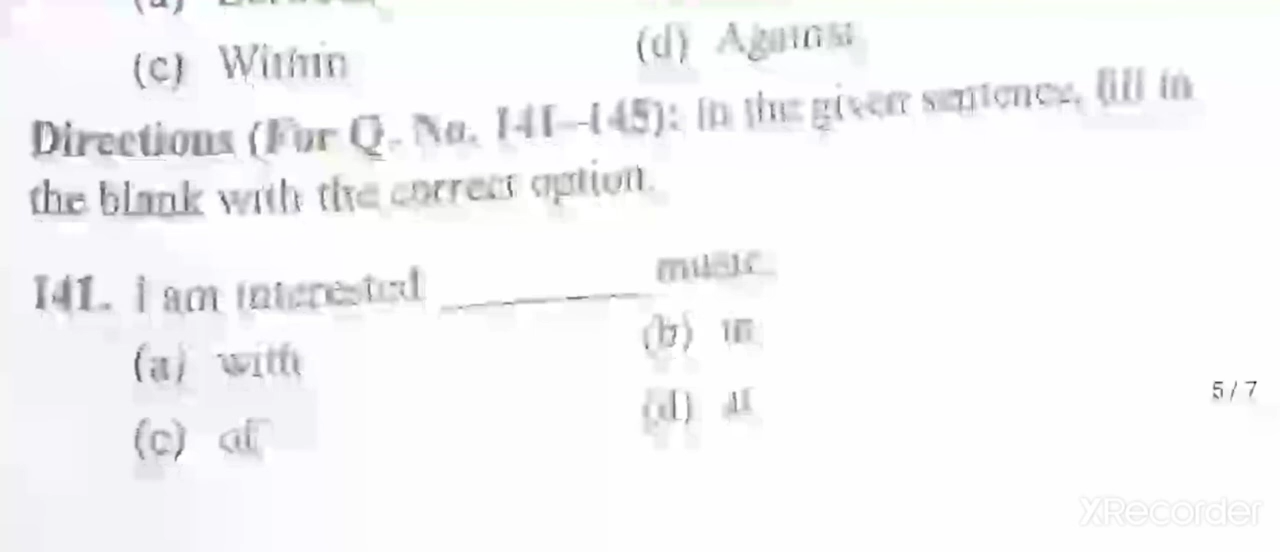 (c) Within (d) Against
Directions (For Q. No. 141–145): In the given sentence, fill in
the blank with the correct option.
141. I am interested ________ music.
(a) with (b) in
(c) of (d) at
5 / 7
XRecorder